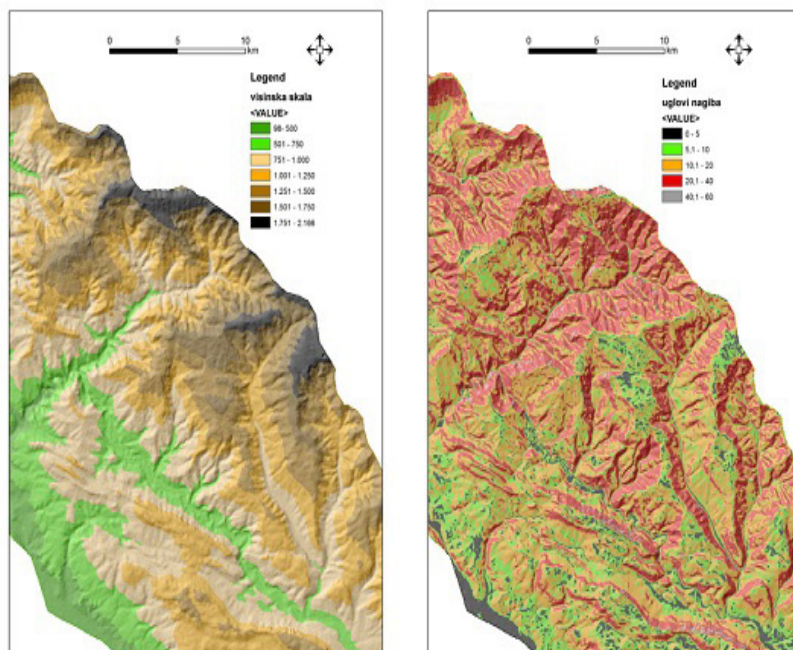 0 5 10
km
Legend
visinska skala
<VALUE>
98- 500
501 - 750
751 - 1.000
1.001 - 1.250
1.251 - 1.500
1.501 - 1.750
1.751 - 2.166
0 5 10
km
Legend
uglovi nagiba
<VALUE>
0 - 5
5,1 - 10
10,1 - 20
20,1 - 40
40,1 - 60